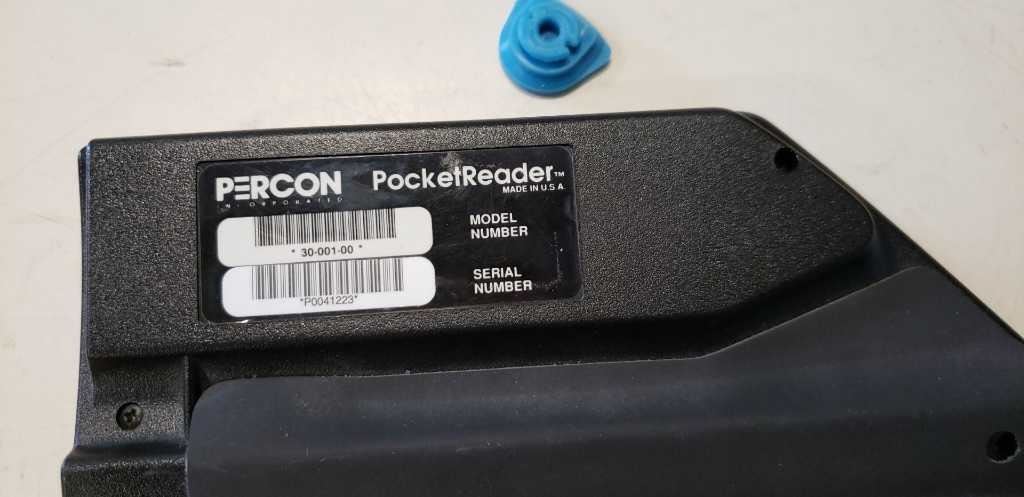 PERCON PocketReader™
INCORPORATED MADE IN U.S.A.
* 30-001-00 *
MODEL
NUMBER
*P0041223*
SERIAL
NUMBER